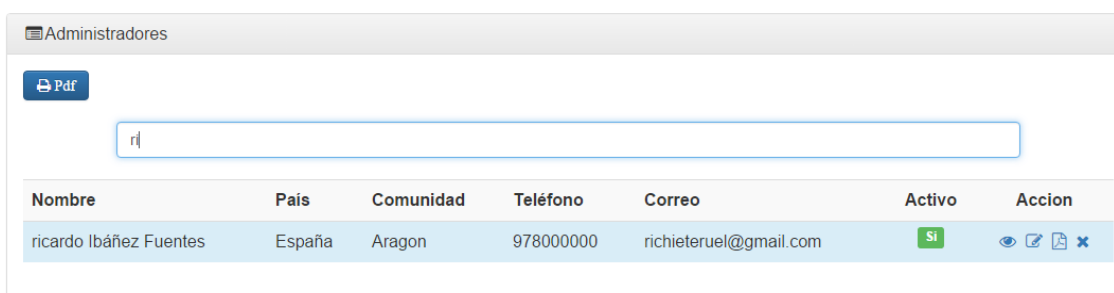 Administradores
Pdf
ri
Nombre País Comunidad Teléfono Correo Activo Accion
ricardo Ibáñez Fuentes España Aragon 978000000 richieteruel@gmail.com Si